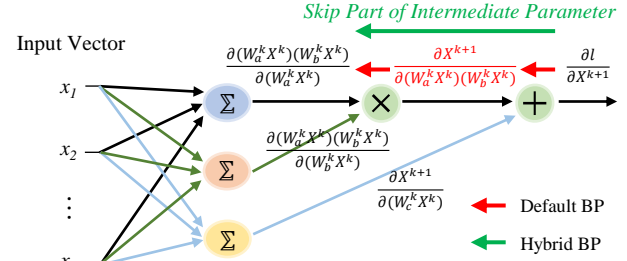 Skip Part of Intermediate Parameter
Input Vector
∂(W_a^k X^k)(W_b^k X^k) / ∂(W_a^k X^k)
∂X^{k+1} / ∂(W_a^k X^k)(W_b^k X^k)
∂l / ∂X^{k+1}
x_1
Σ
×
+
∂(W_a^k X^k)(W_b^k X^k) / ∂(W_b^k X^k)
x_2
Σ
∂X^{k+1} / ∂(W_c^k X^k)
⋮
Default BP
Σ
Hybrid BP